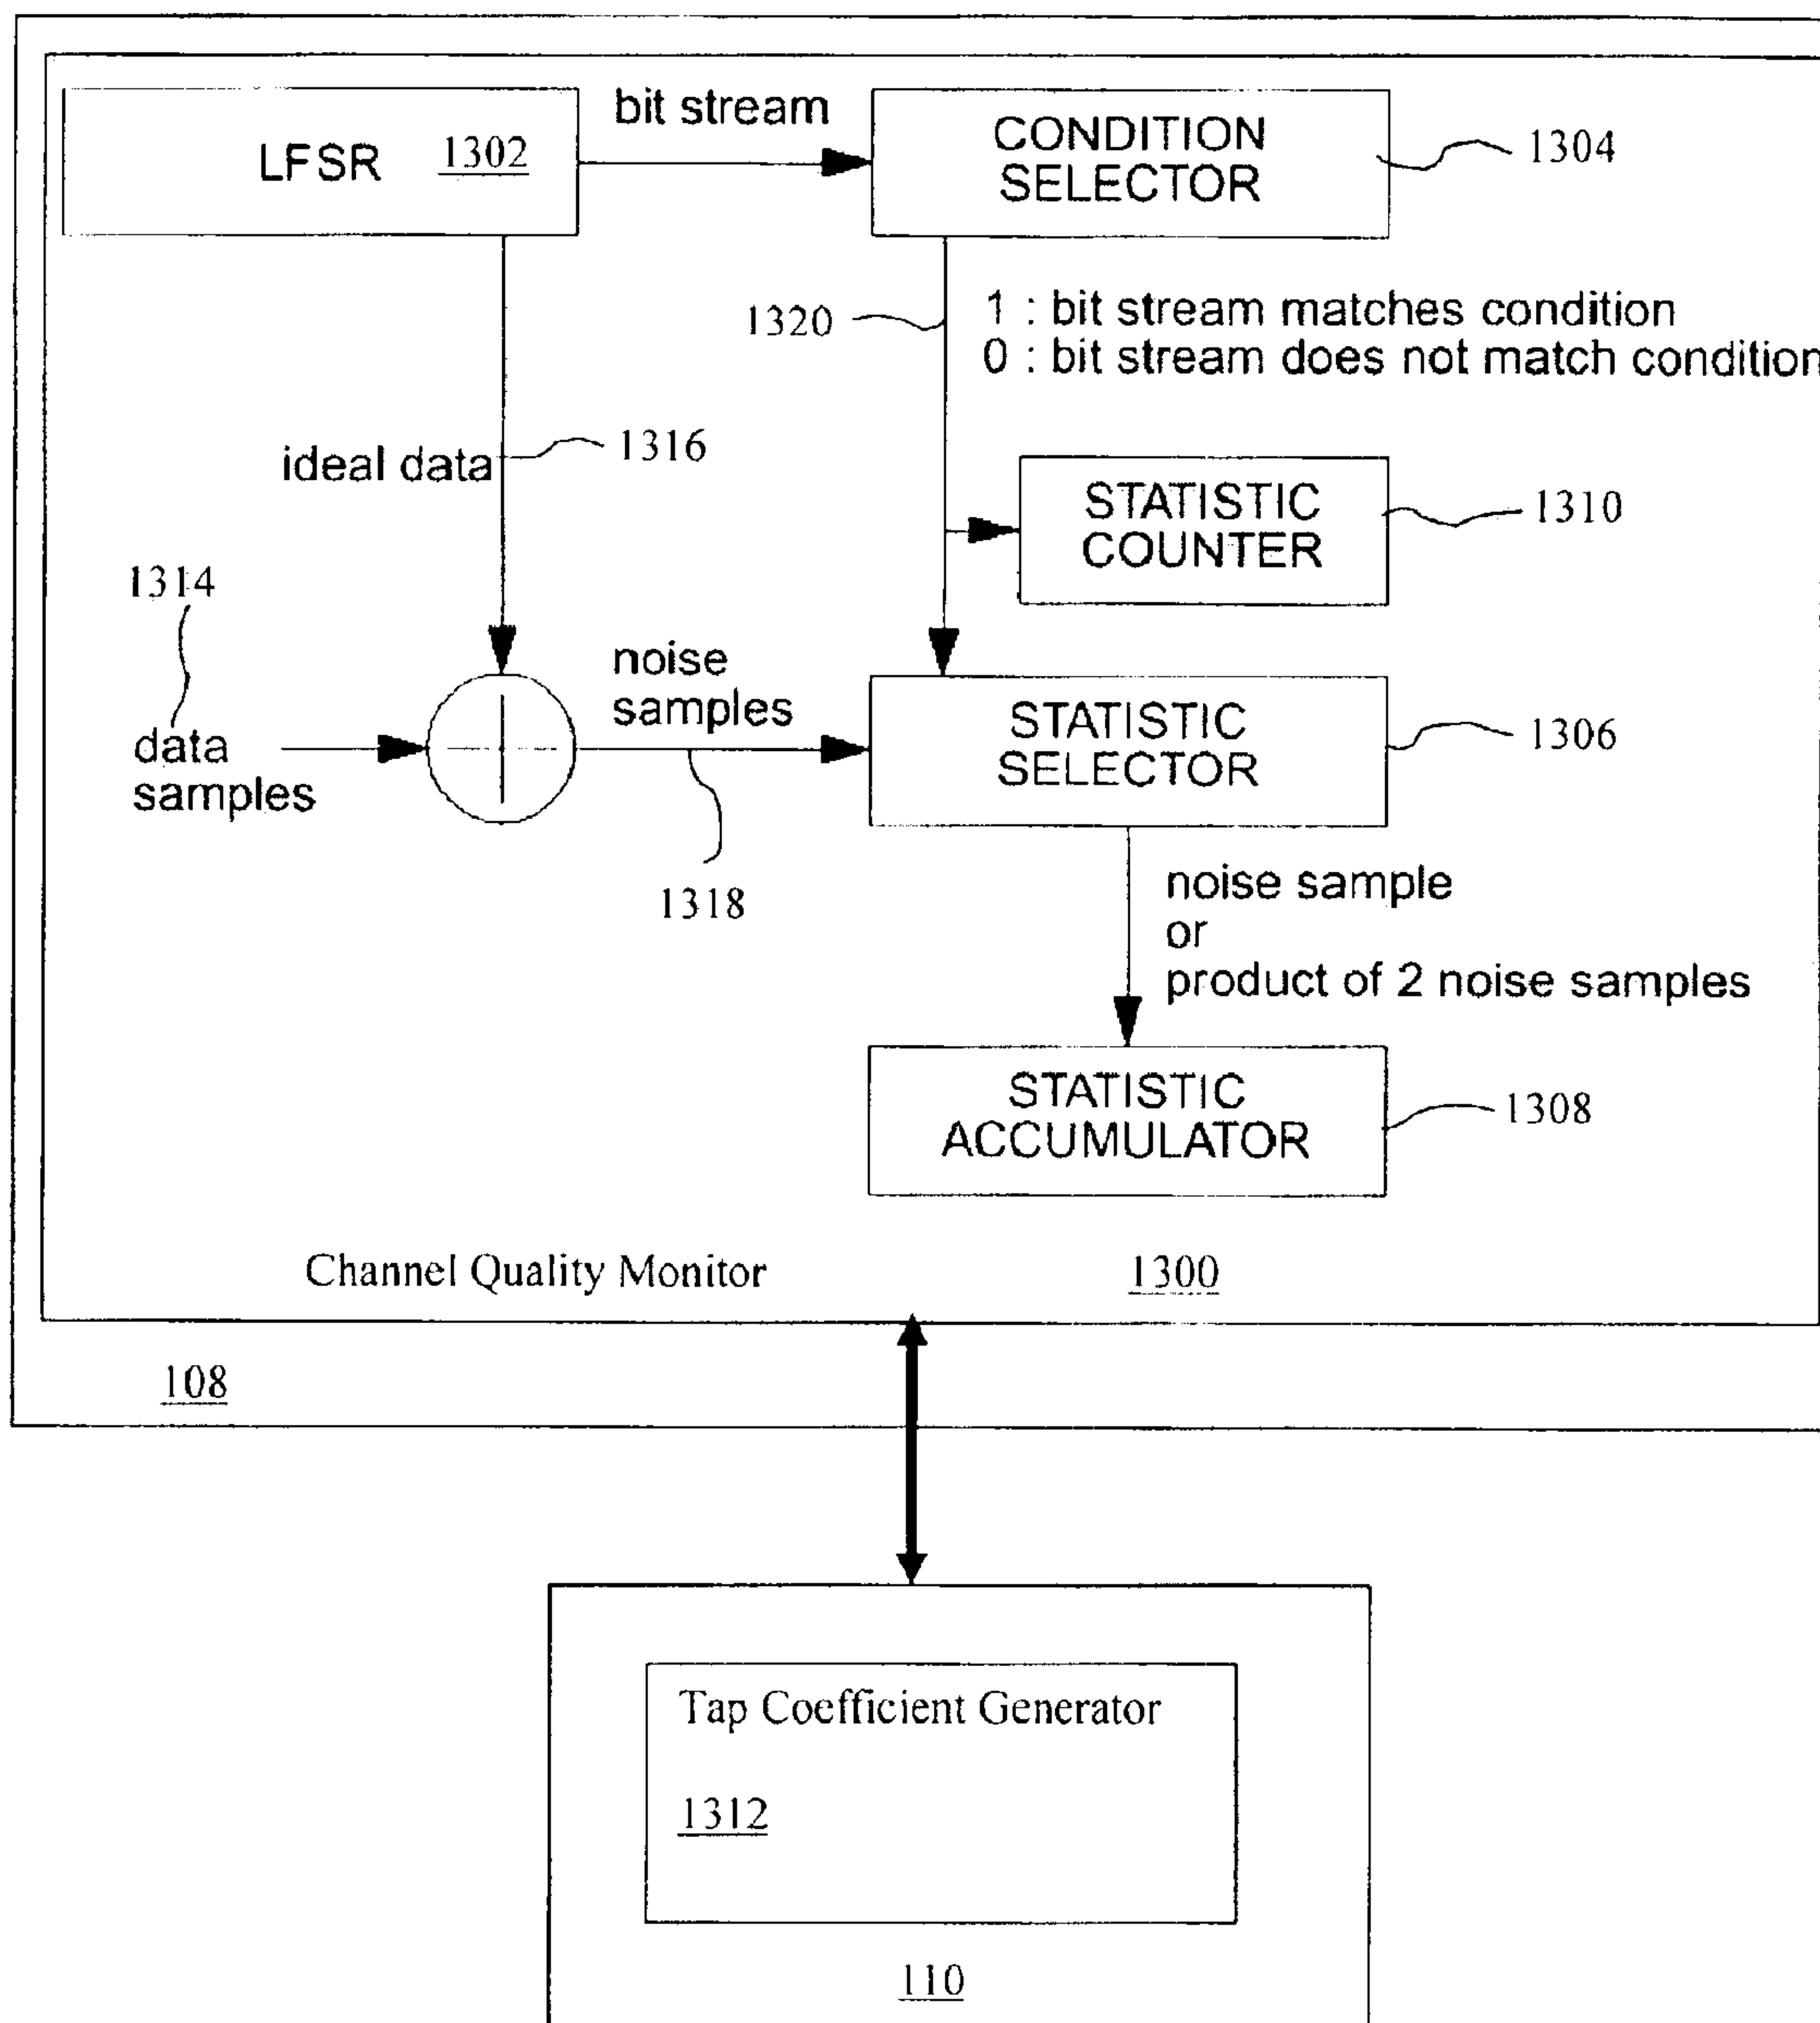 LFSR 1302
bit stream
CONDITION
SELECTOR
1304
1320
1 : bit stream matches condition
0 : bit stream does not match condition
ideal data
1316
STATISTIC
COUNTER
1310
1314
data
samples
noise
samples
1318
STATISTIC
SELECTOR
1306
noise sample
or
product of 2 noise samples
STATISTIC
ACCUMULATOR
1308
Channel Quality Monitor 1300
108
Tap Coefficient Generator
1312
110